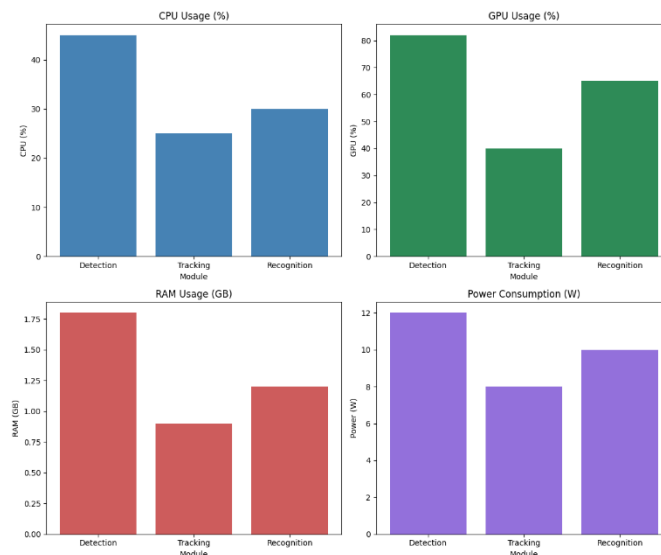 CPU Usage (%)
CPU (%)
40
30
20
10
0
Detection Tracking Recognition
Module
GPU Usage (%)
GPU (%)
80
70
60
50
40
30
20
10
0
Detection Tracking Recognition
Module
RAM Usage (GB)
RAM (GB)
1.75
1.50
1.25
1.00
0.75
0.50
0.25
0.00
Detection Tracking Recognition
Module
Power Consumption (W)
Power (W)
12
10
8
6
4
2
0
Detection Tracking Recognition
Module